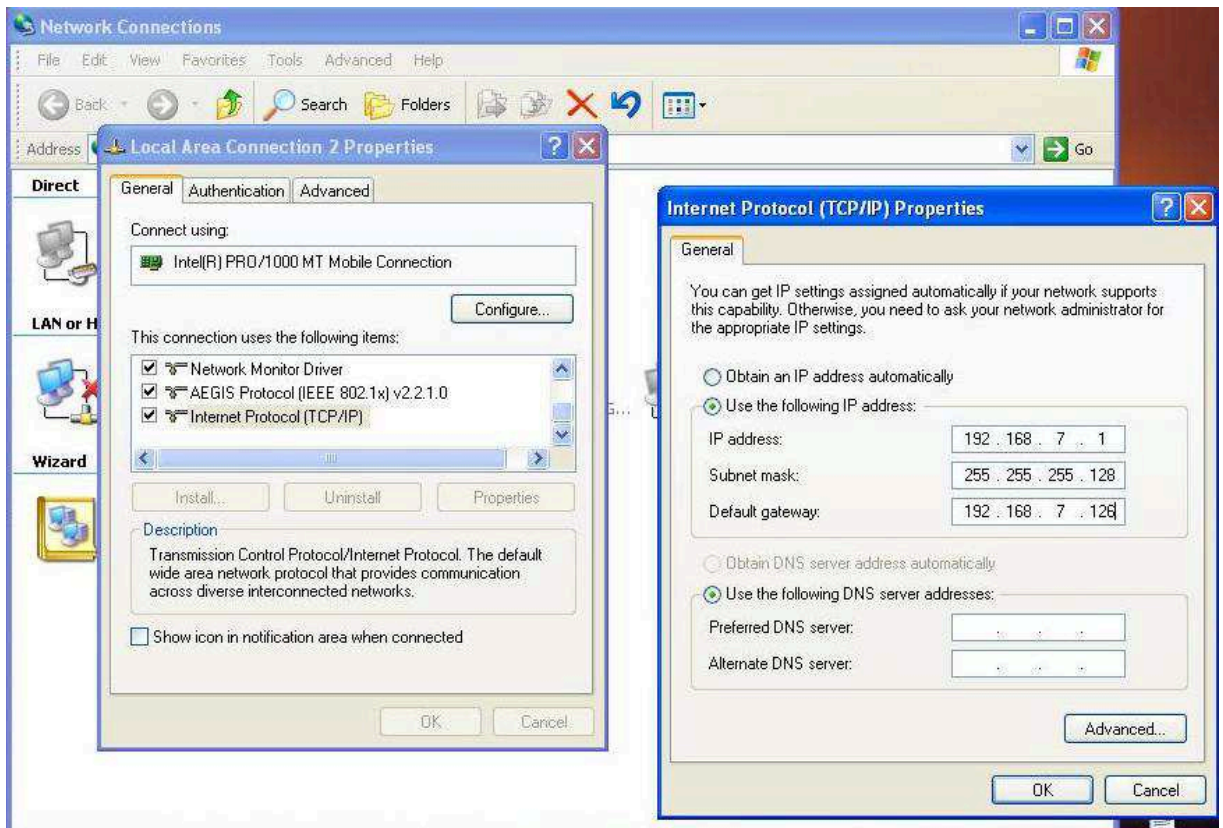 Network Connections
File Edit View Favorites Tools Advanced Help
Back Search Folders
Address Go
Direct
LAN or H
Wizard
G...
Local Area Connection 2 Properties
General Authentication Advanced
Connect using:
Intel(R) PRO/1000 MT Mobile Connection
Configure...
This connection uses the following items:
Network Monitor Driver
AEGIS Protocol (IEEE 802.1x) v2.2.1.0
Internet Protocol (TCP/IP)
Install... Uninstall Properties
Description
Transmission Control Protocol/Internet Protocol. The default
wide area network protocol that provides communication
across diverse interconnected networks.
Show icon in notification area when connected
OK Cancel
Internet Protocol (TCP/IP) Properties
General
You can get IP settings assigned automatically if your network supports
this capability. Otherwise, you need to ask your network administrator for
the appropriate IP settings.
Obtain an IP address automatically
Use the following IP address:
IP address: 192 . 168 . 7 . 1
Subnet mask: 255 . 255 . 255 . 128
Default gateway: 192 . 168 . 7 . 126
Obtain DNS server address automatically
Use the following DNS server addresses:
Preferred DNS server: . . .
Alternate DNS server: . . .
Advanced...
OK Cancel